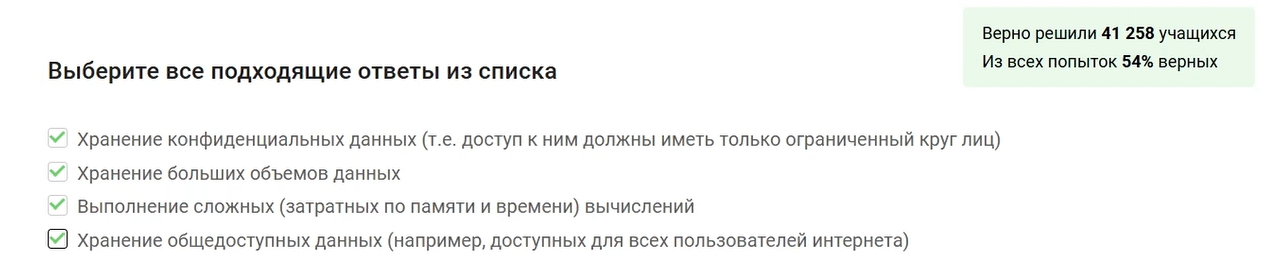 Верно решили 41 258 учащихся
Из всех попыток 54% верных
Выберите все подходящие ответы из списка
Хранение конфиденциальных данных (т.е. доступ к ним должны иметь только ограниченный круг лиц)
Хранение больших объемов данных
Выполнение сложных (затратных по памяти и времени) вычислений
Хранение общедоступных данных (например, доступных для всех пользователей интернета)